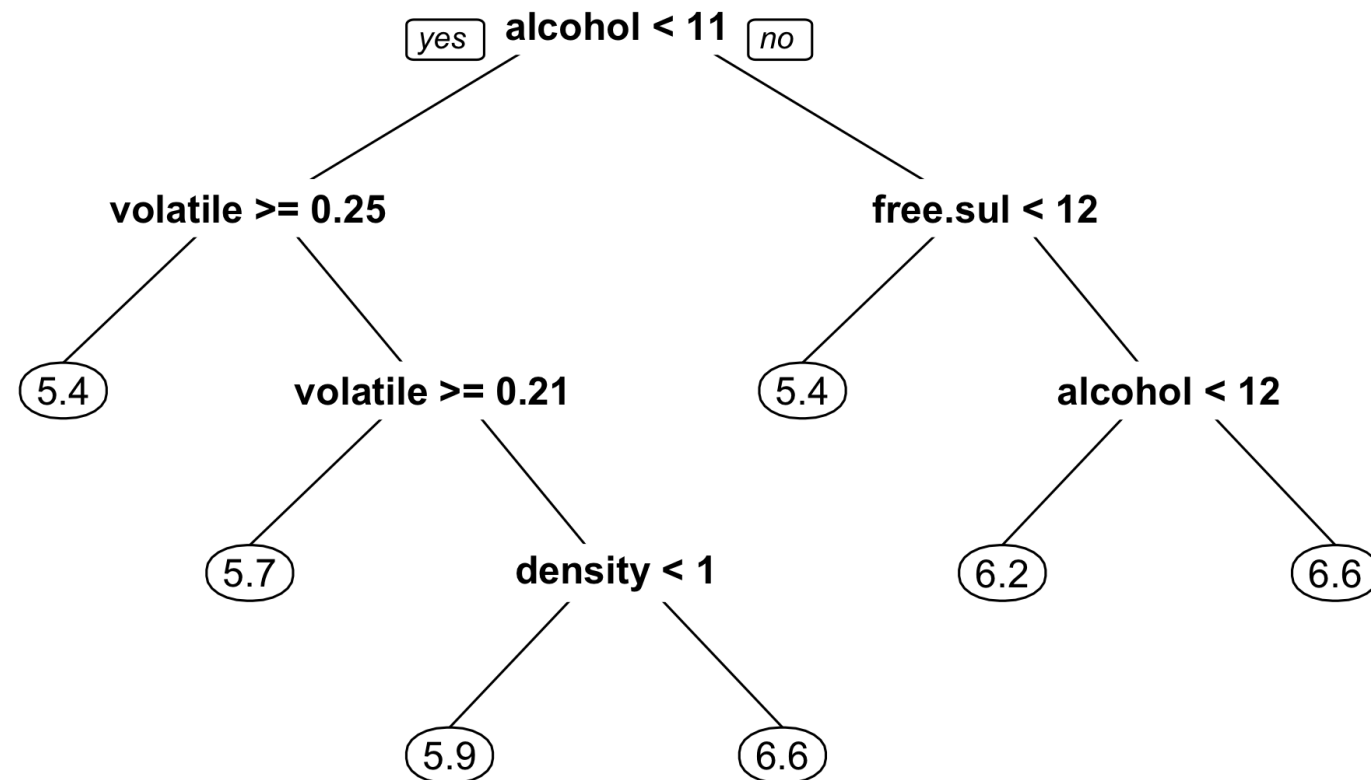 yes alcohol < 11 no
volatile >= 0.25 free.sul < 12
5.4 volatile >= 0.21 5.4 alcohol < 12
5.7 density < 1 6.2 6.6
5.9 6.6